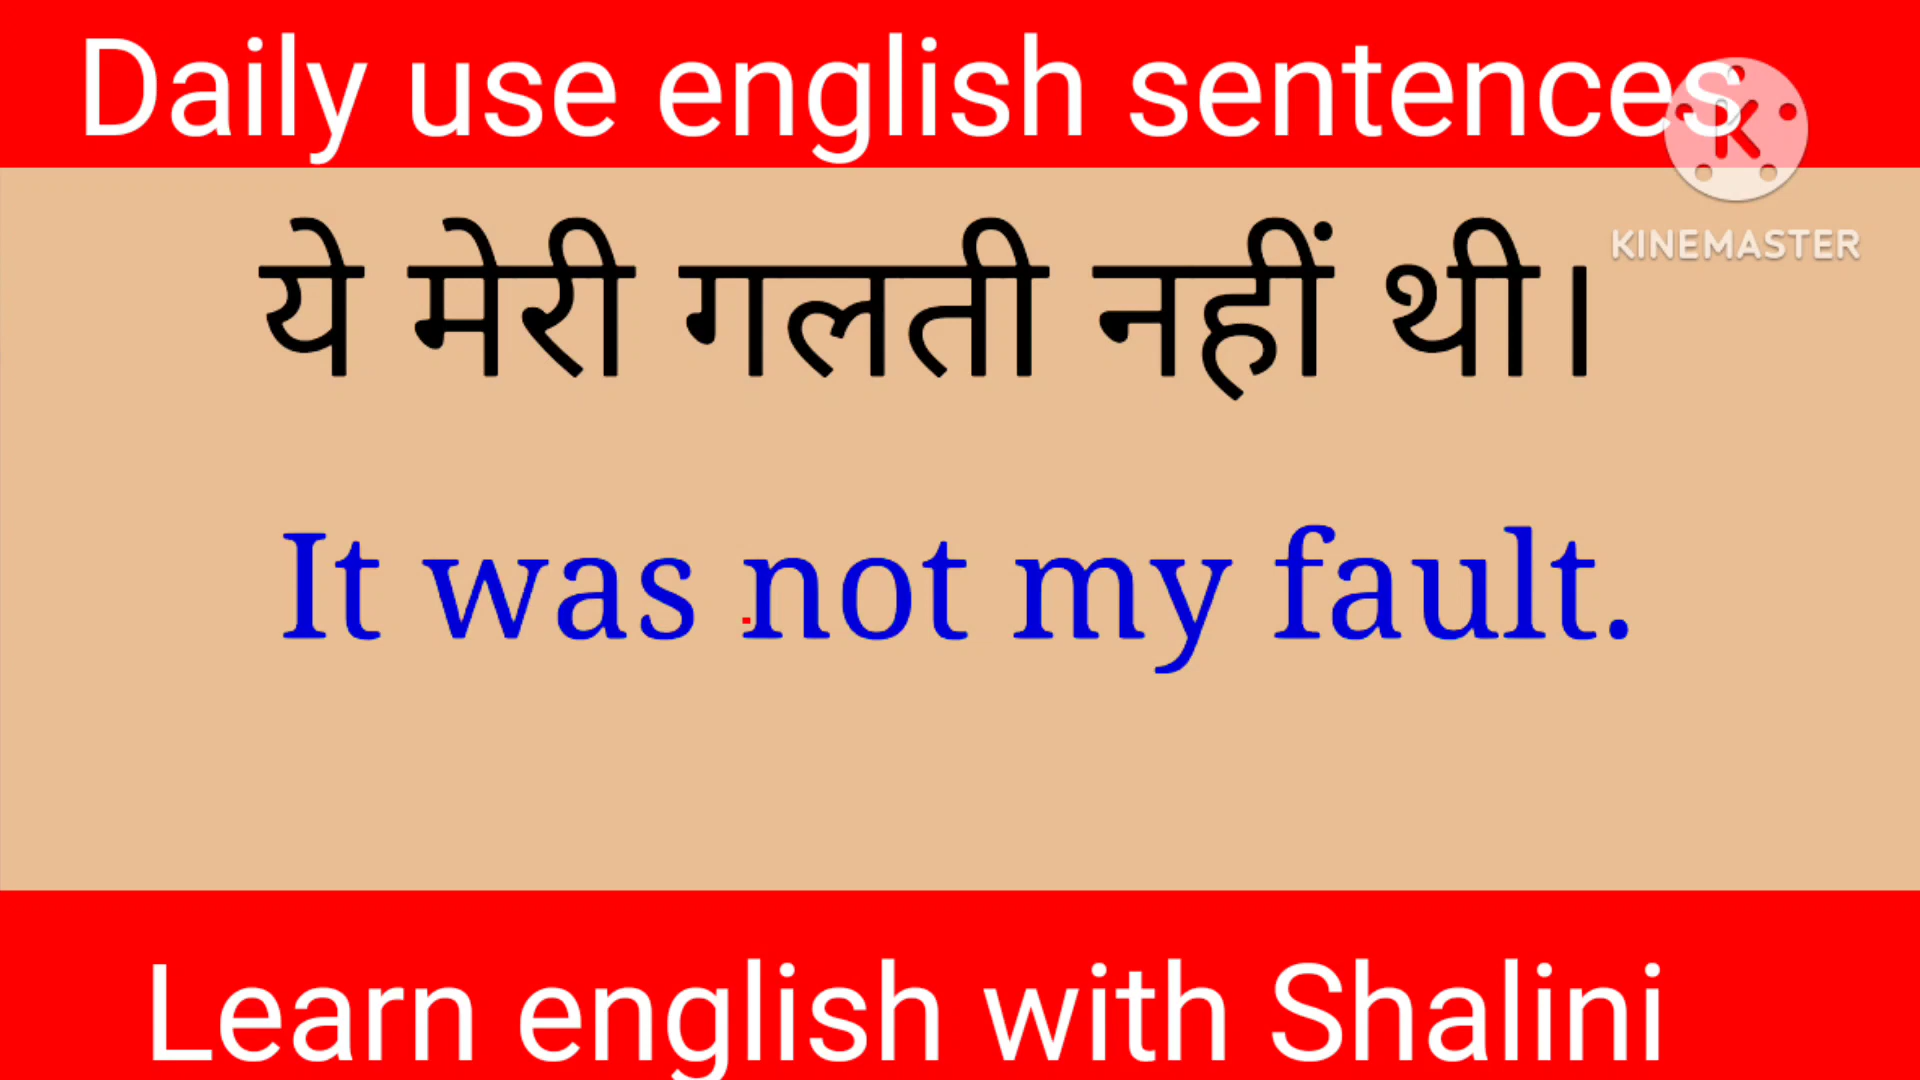 Daily use english sentences
K
KINEMASTER
ये मेरी गलती नहीं थी।
It was not my fault.
Learn english with Shalini